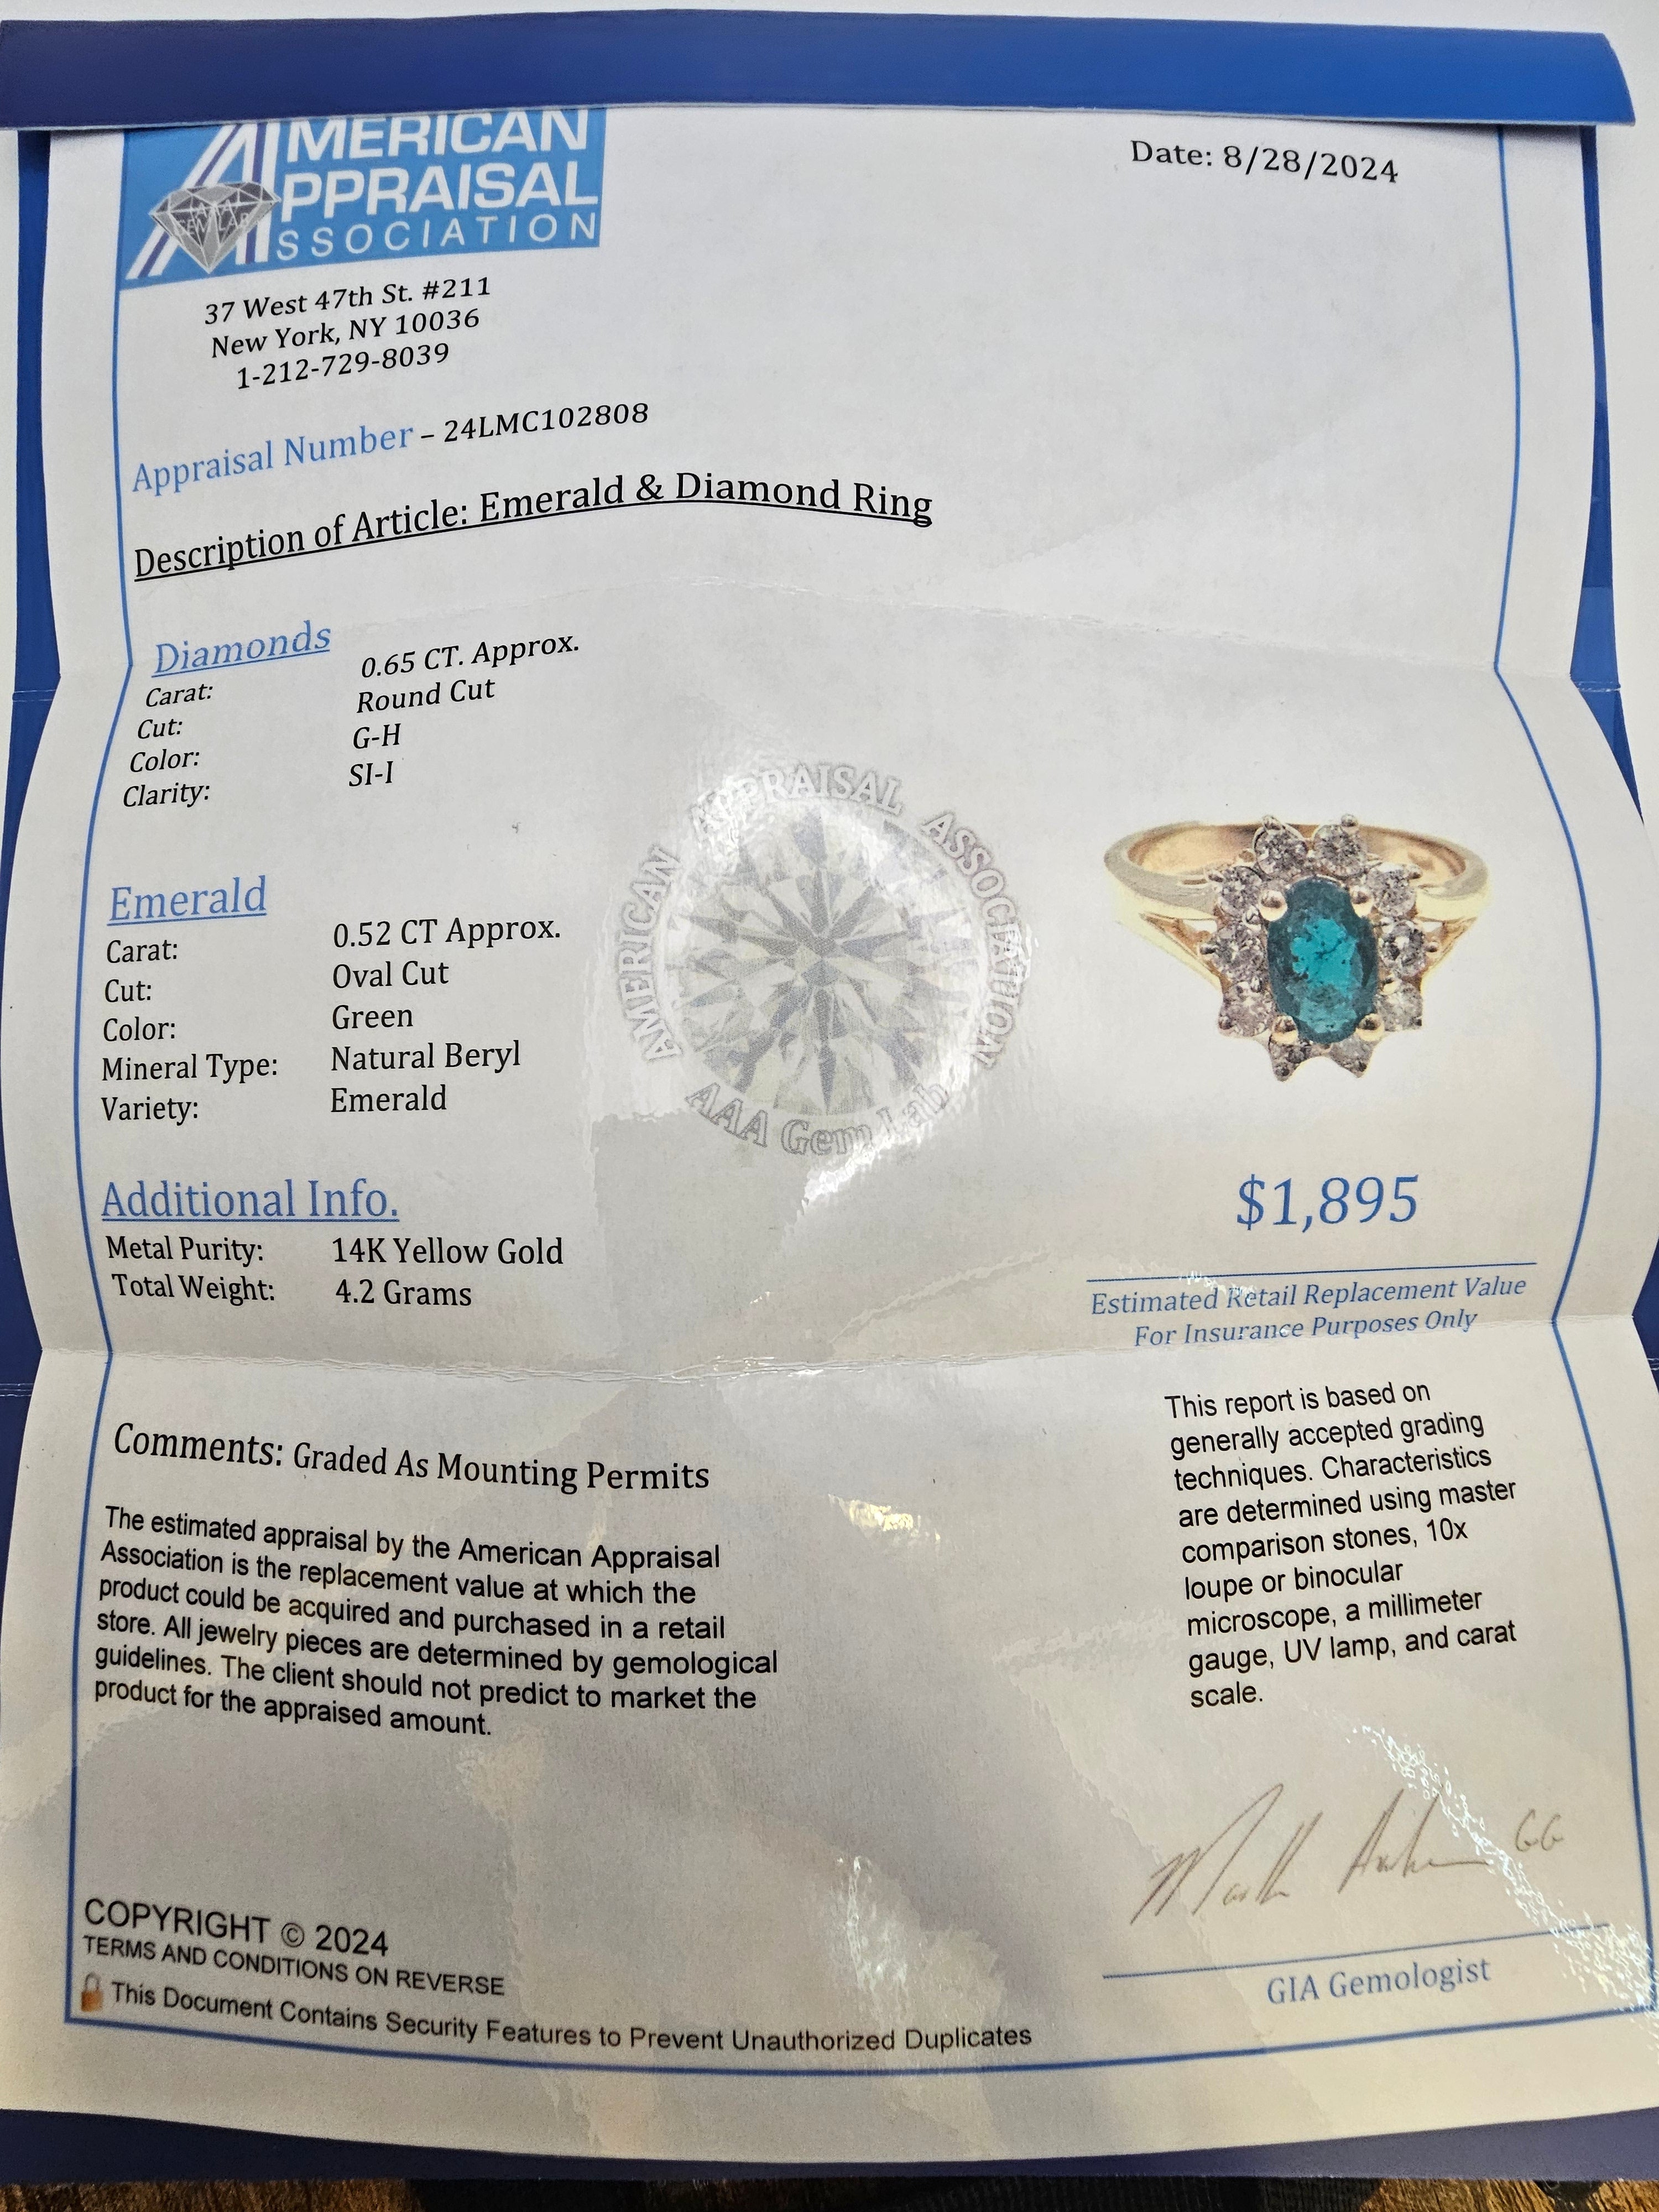 AMERICAN
APPRAISAL
ASSOCIATION
AAA
GEM LAB
Date: 8/28/2024
37 West 47th St. #211
New York, NY 10036
1-212-729-8039
Appraisal Number – 24LMC102808
Description of Article: Emerald & Diamond Ring
Diamonds
Carat: 0.65 CT. Approx.
Cut: Round Cut
Color: G-H
Clarity: SI-I
Emerald
Carat: 0.52 CT Approx.
Cut: Oval Cut
Color: Green
Mineral Type: Natural Beryl
Variety: Emerald
AMERICAN APPRAISAL ASSOCIATION
AAA Gem Lab
Additional Info.
Metal Purity: 14K Yellow Gold
Total Weight: 4.2 Grams
$1,895
Estimated Retail Replacement Value
For Insurance Purposes Only
Comments: Graded As Mounting Permits
The estimated appraisal by the American Appraisal
Association is the replacement value at which the
product could be acquired and purchased in a retail
store. All jewelry pieces are determined by gemological
guidelines. The client should not predict to market the
product for the appraised amount.
This report is based on
generally accepted grading
techniques. Characteristics
are determined using master
comparison stones, 10x
loupe or binocular
microscope, a millimeter
gauge, UV lamp, and carat
scale.
GG
GIA Gemologist
COPYRIGHT © 2024
TERMS AND CONDITIONS ON REVERSE
This Document Contains Security Features to Prevent Unauthorized Duplicates